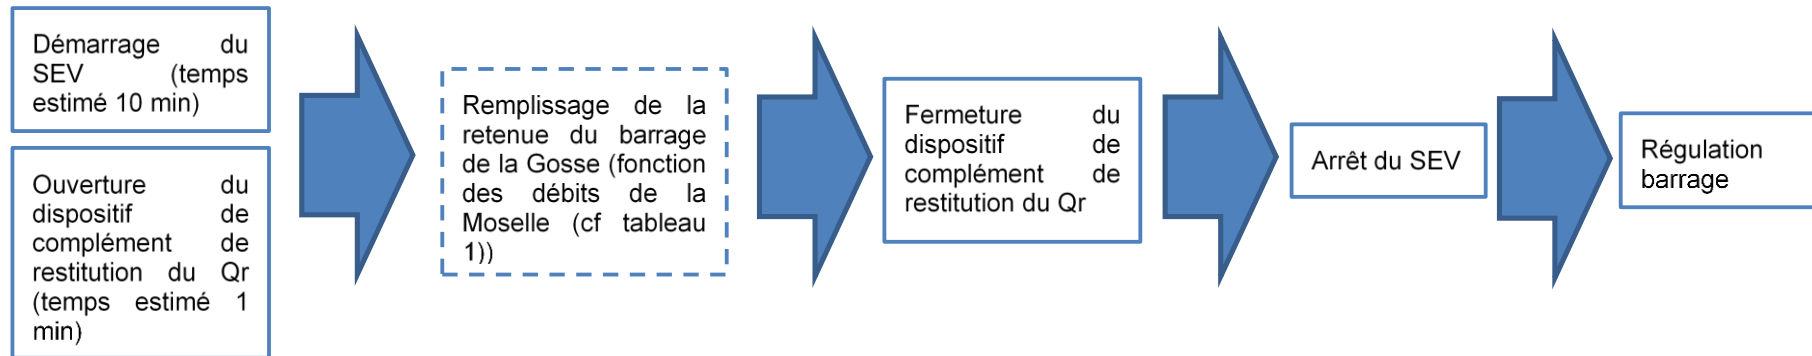 Démarrage du
SEV (temps
estimé 10 min)
Ouverture du
dispositif de
complément de
restitution du Qr
(temps estimé 1
min)
Remplissage de la
retenue du barrage
de la Gosse (fonction
des débits de la
Moselle (cf tableau
1))
Fermeture du
dispositif de
complément de
restitution du Qr
Arrêt du SEV
Régulation
barrage